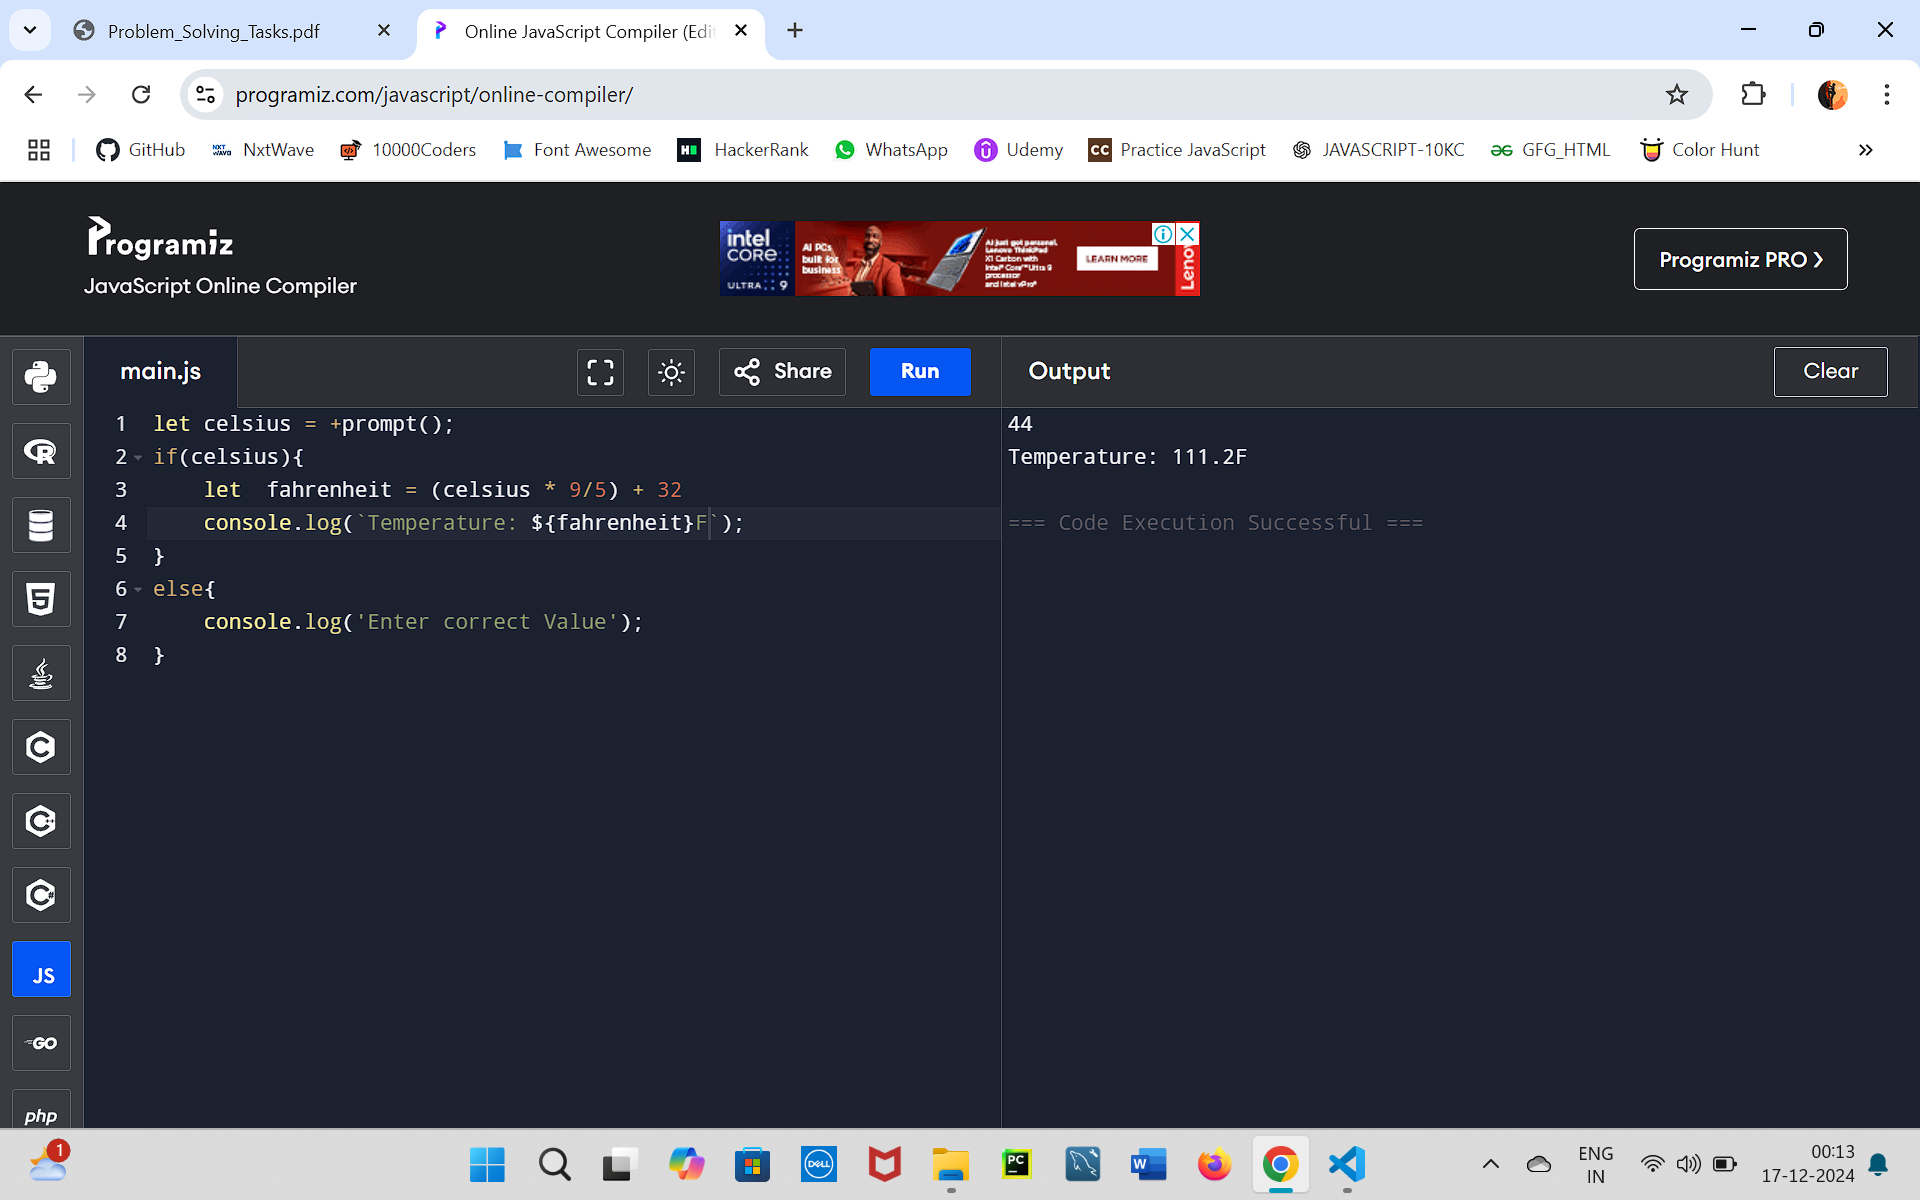 Problem_Solving_Tasks.pdf
Online JavaScript Compiler (Edi
programiz.com/javascript/online-compiler/
GitHub
NxtWave
10000Coders
Font Awesome
HackerRank
WhatsApp
Udemy
Practice JavaScript
JAVASCRIPT-10KC
GFG_HTML
Color Hunt
Programiz
JavaScript Online Compiler
intel
CORE
ULTRA 9
AI PCs
built for
business
AI just got personal.
Lenovo ThinkPad
X1 Carbon with
Intel® Core™ Ultra 9
processor
and Intel vPro®
LEARN MORE
Lenovo
Programiz PRO ❯
main.js
Share
Run
Output
Clear
1 let celsius = +prompt();
2 if(celsius){
3     let  fahrenheit = (celsius * 9/5) + 32
4     console.log(`Temperature: ${fahrenheit}F`);
5 }
6 else{
7     console.log('Enter correct Value');
8 }
44
Temperature: 111.2F
=== Code Execution Successful ===
JS
GO
php
1
DELL
PC
W
ENG
IN
00:13
17-12-2024